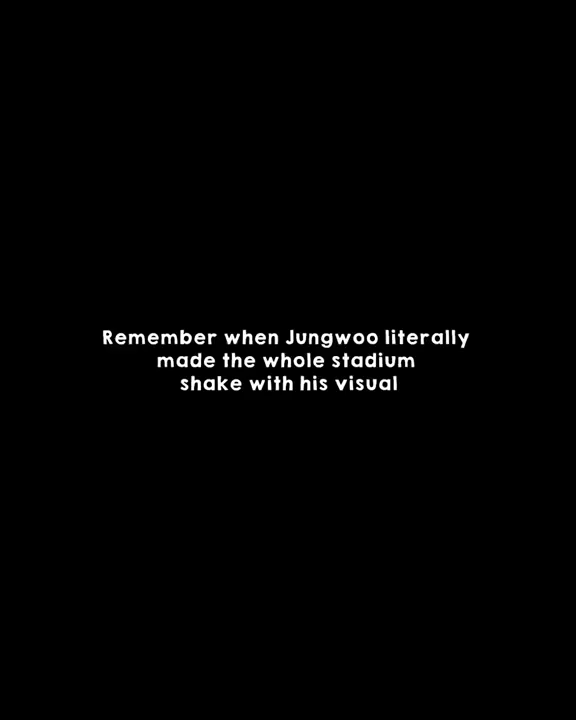 Remember when Jungwoo literally
made the whole stadium
shake with his visual